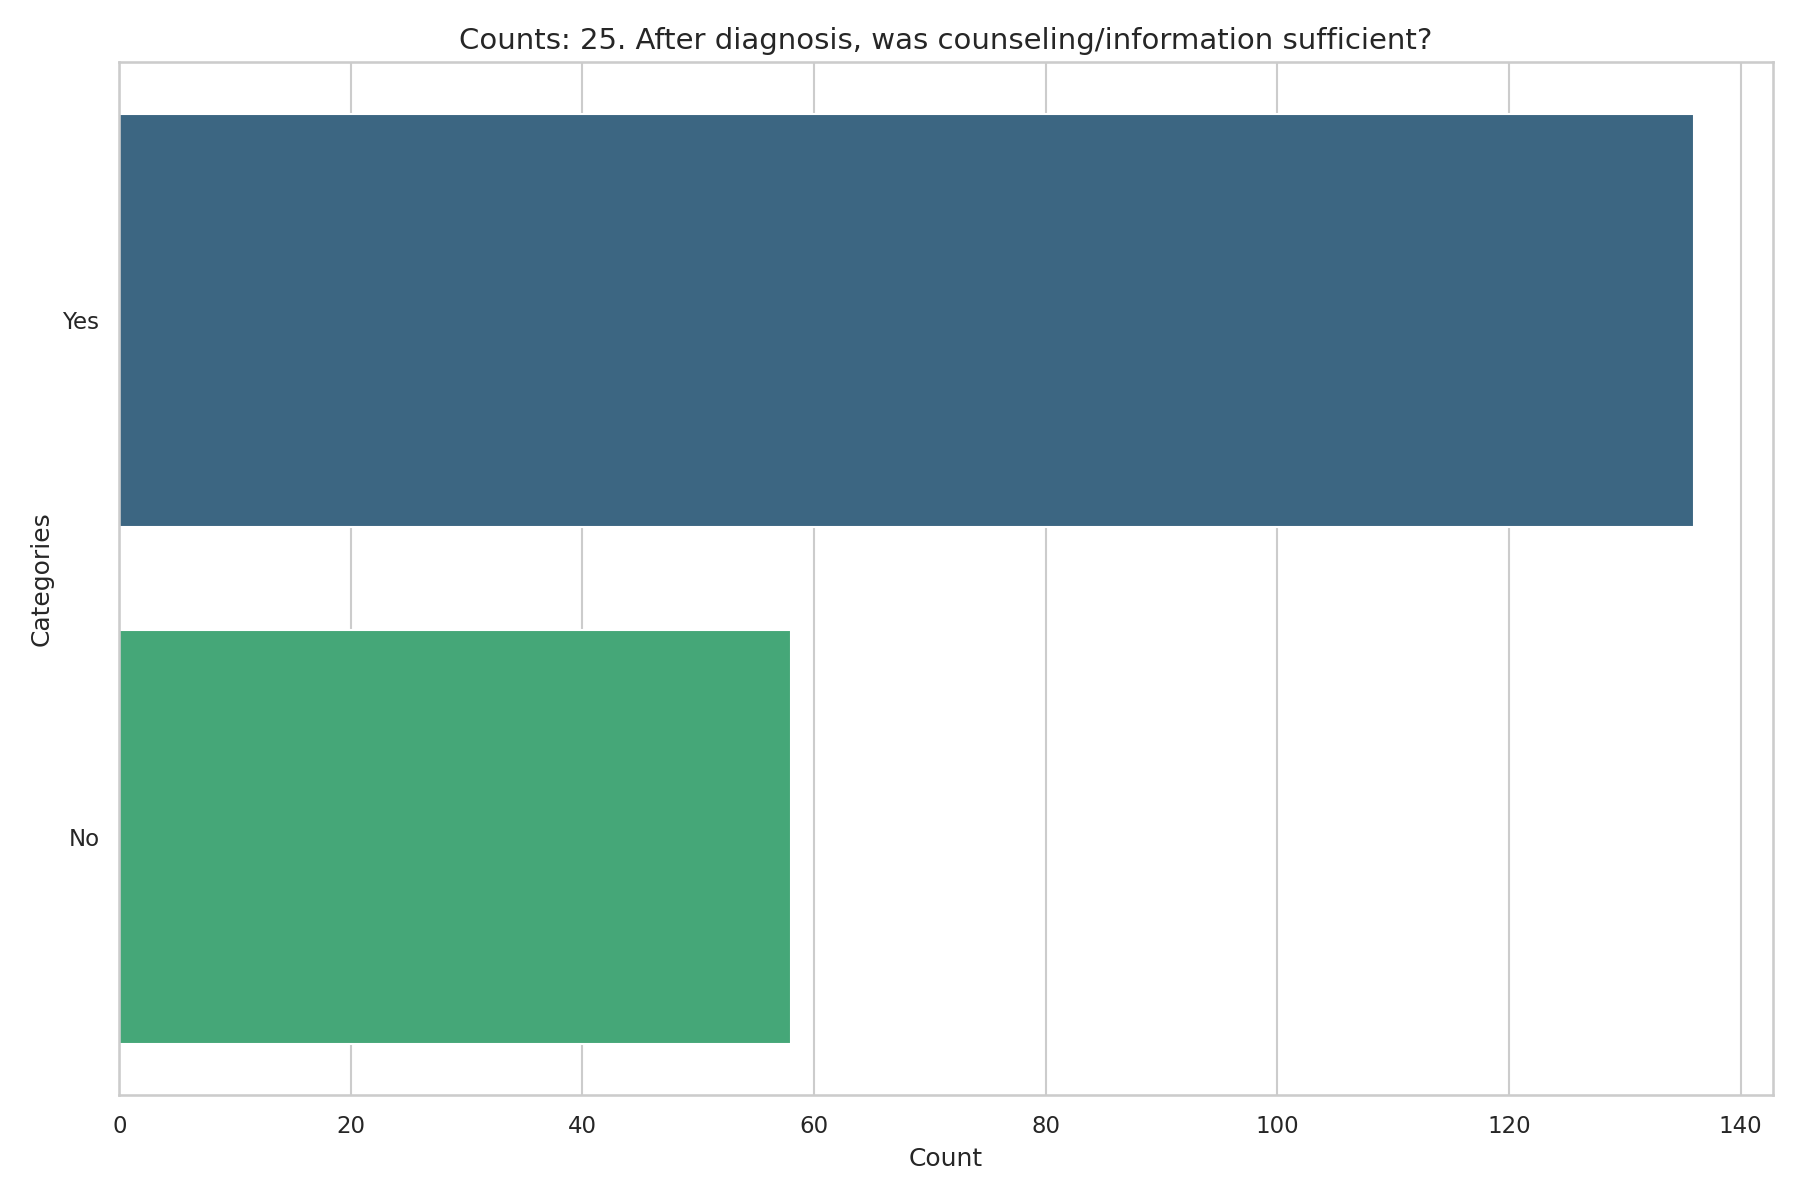 Counts: 25. After diagnosis, was counseling/information sufficient?
Yes
No
Categories
0 20 40 60 80 100 120 140
Count